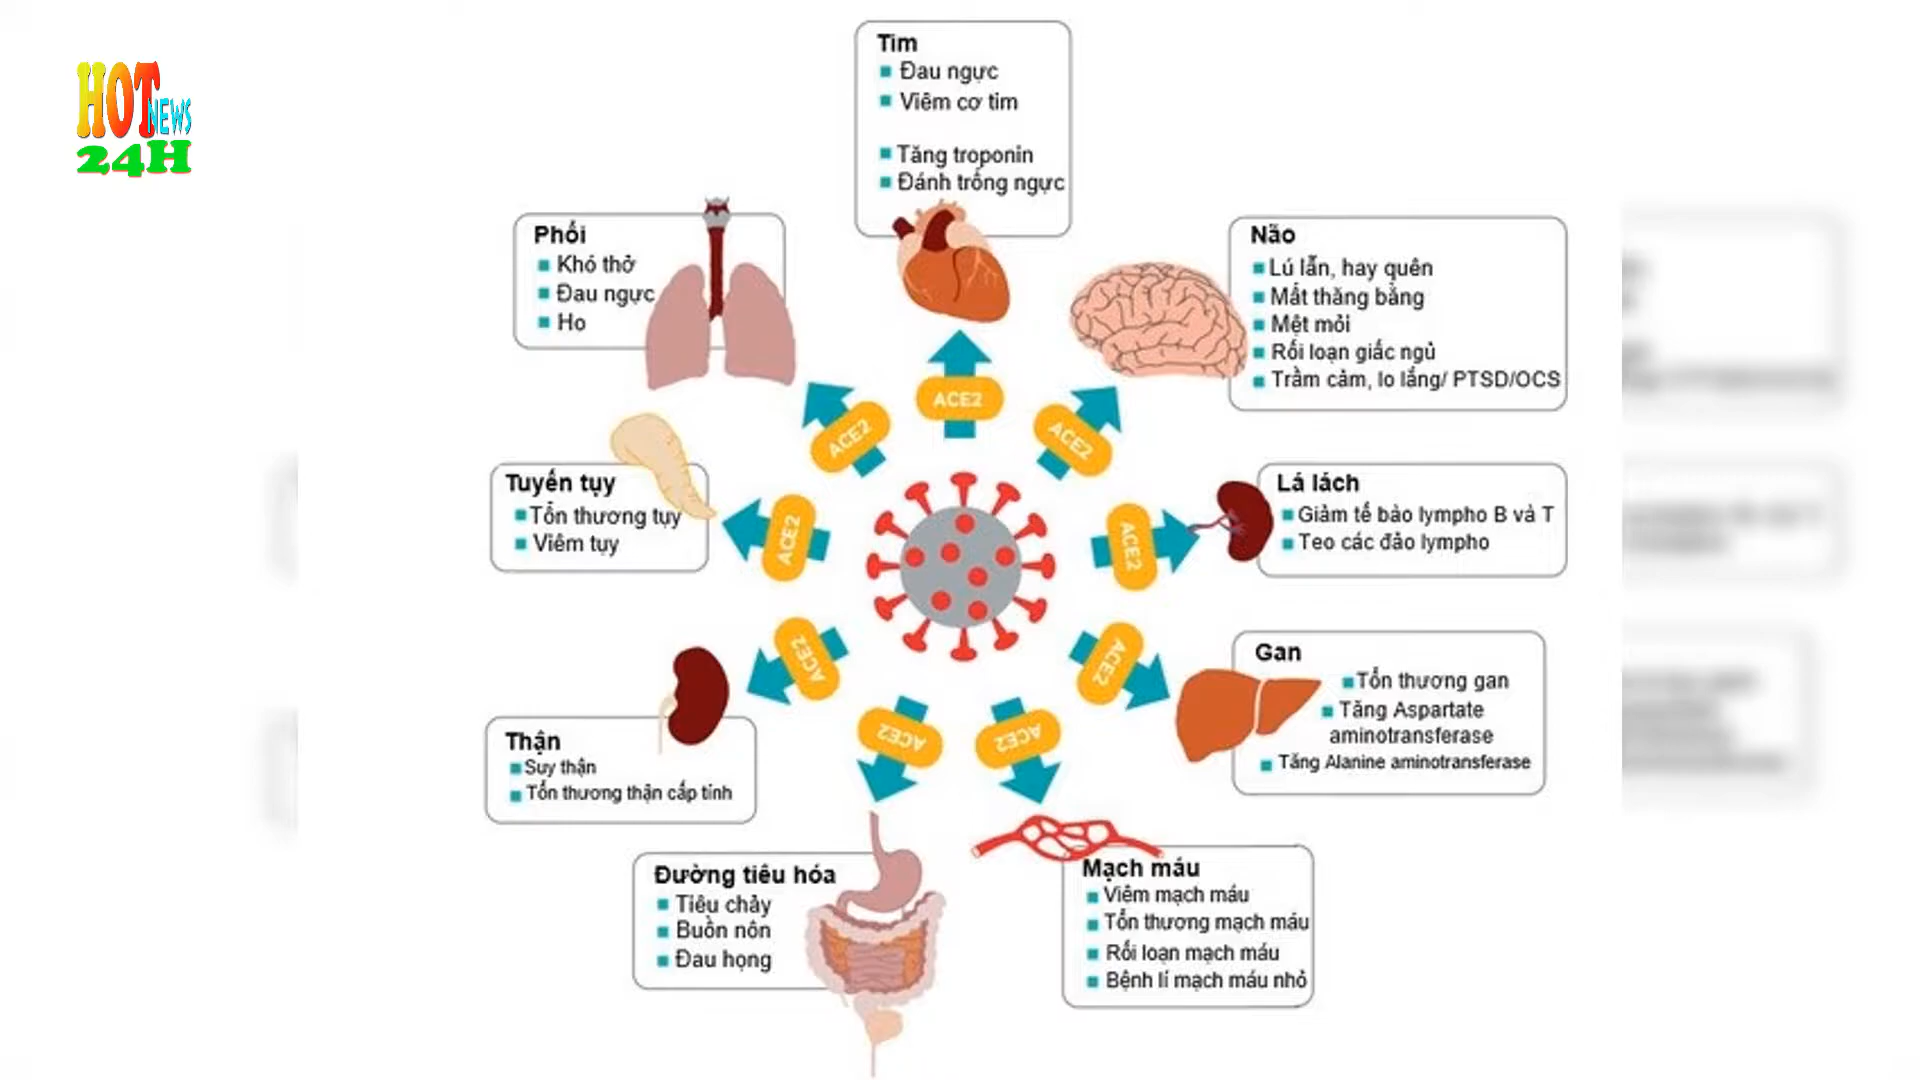 HOT
NEWS
24H
Tim
Đau ngực
Viêm cơ tim
Tăng troponin
Đánh trống ngực
Phổi
Khó thở
Đau ngực
Ho
Não
Lú lẫn, hay quên
Mất thăng bằng
Mệt mỏi
Rối loạn giấc ngủ
Trầm cảm, lo lắng/ PTSD/OCS
ACE2
ACE2
ACE2
Tuyến tụy
Tổn thương tụy
Viêm tụy
ACE2
ACE2
Lá lách
Giảm tế bào lympho B và T
Teo các đảo lympho
Thận
Suy thận
Tổn thương thận cấp tính
ACE2
ACE2
ACE2
ACE2
Gan
Tổn thương gan
Tăng Aspartate
aminotransferase
Tăng Alanine aminotransferase
Đường tiêu hóa
Tiêu chảy
Buồn nôn
Đau họng
Mạch máu
Viêm mạch máu
Tổn thương mạch máu
Rối loạn mạch máu
Bệnh lí mạch máu nhỏ